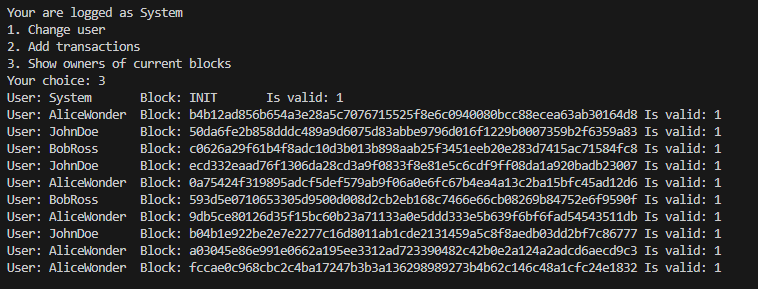 Your are logged as System
1. Change user
2. Add transactions
3. Show owners of current blocks
Your choice: 3
User: System Block: INIT Is valid: 1
User: AliceWonder Block: b4b12ad856b654a3e28a5c7076715525f8e6c0940080bcc88ecea63ab30164d8 Is valid: 1
User: JohnDoe Block: 50da6fe2b858dddc489a9d6075d83abbe9796d016f1229b0007359b2f6359a83 Is valid: 1
User: BobRoss Block: c0626a29f61b4f8adc10d3b013b898aab25f3451eeb20e283d7415ac71584fc8 Is valid: 1
User: JohnDoe Block: ecd332eaad76f1306da28cd3a9f0833f8e81e5c6cdf9ff08da1a920badb23007 Is valid: 1
User: AliceWonder Block: 0a75424f319895adcf5def579ab9f06a0e6fc67b4ea4a13c2ba15bfc45ad12d6 Is valid: 1
User: BobRoss Block: 593d5e0710653305d9500d008d2cb2eb168c7466e66cb08269b84752e6f9590f Is valid: 1
User: AliceWonder Block: 9db5ce80126d35f15bc60b23a71133a0e5ddd333e5b639f6bf6fad54543511db Is valid: 1
User: JohnDoe Block: b04b1e922be2e7e2277c16d8011ab1cde2131459a5c8f8aedb03dd2bf7c86777 Is valid: 1
User: AliceWonder Block: a03045e86e991e0662a195ee3312ad723390482c42b0e2a124a2adcd6aecd9c3 Is valid: 1
User: AliceWonder Block: fccae0c968cbc2c4ba17247b3b3a136298989273b4b62c146c48a1cfc24e1832 Is valid: 1